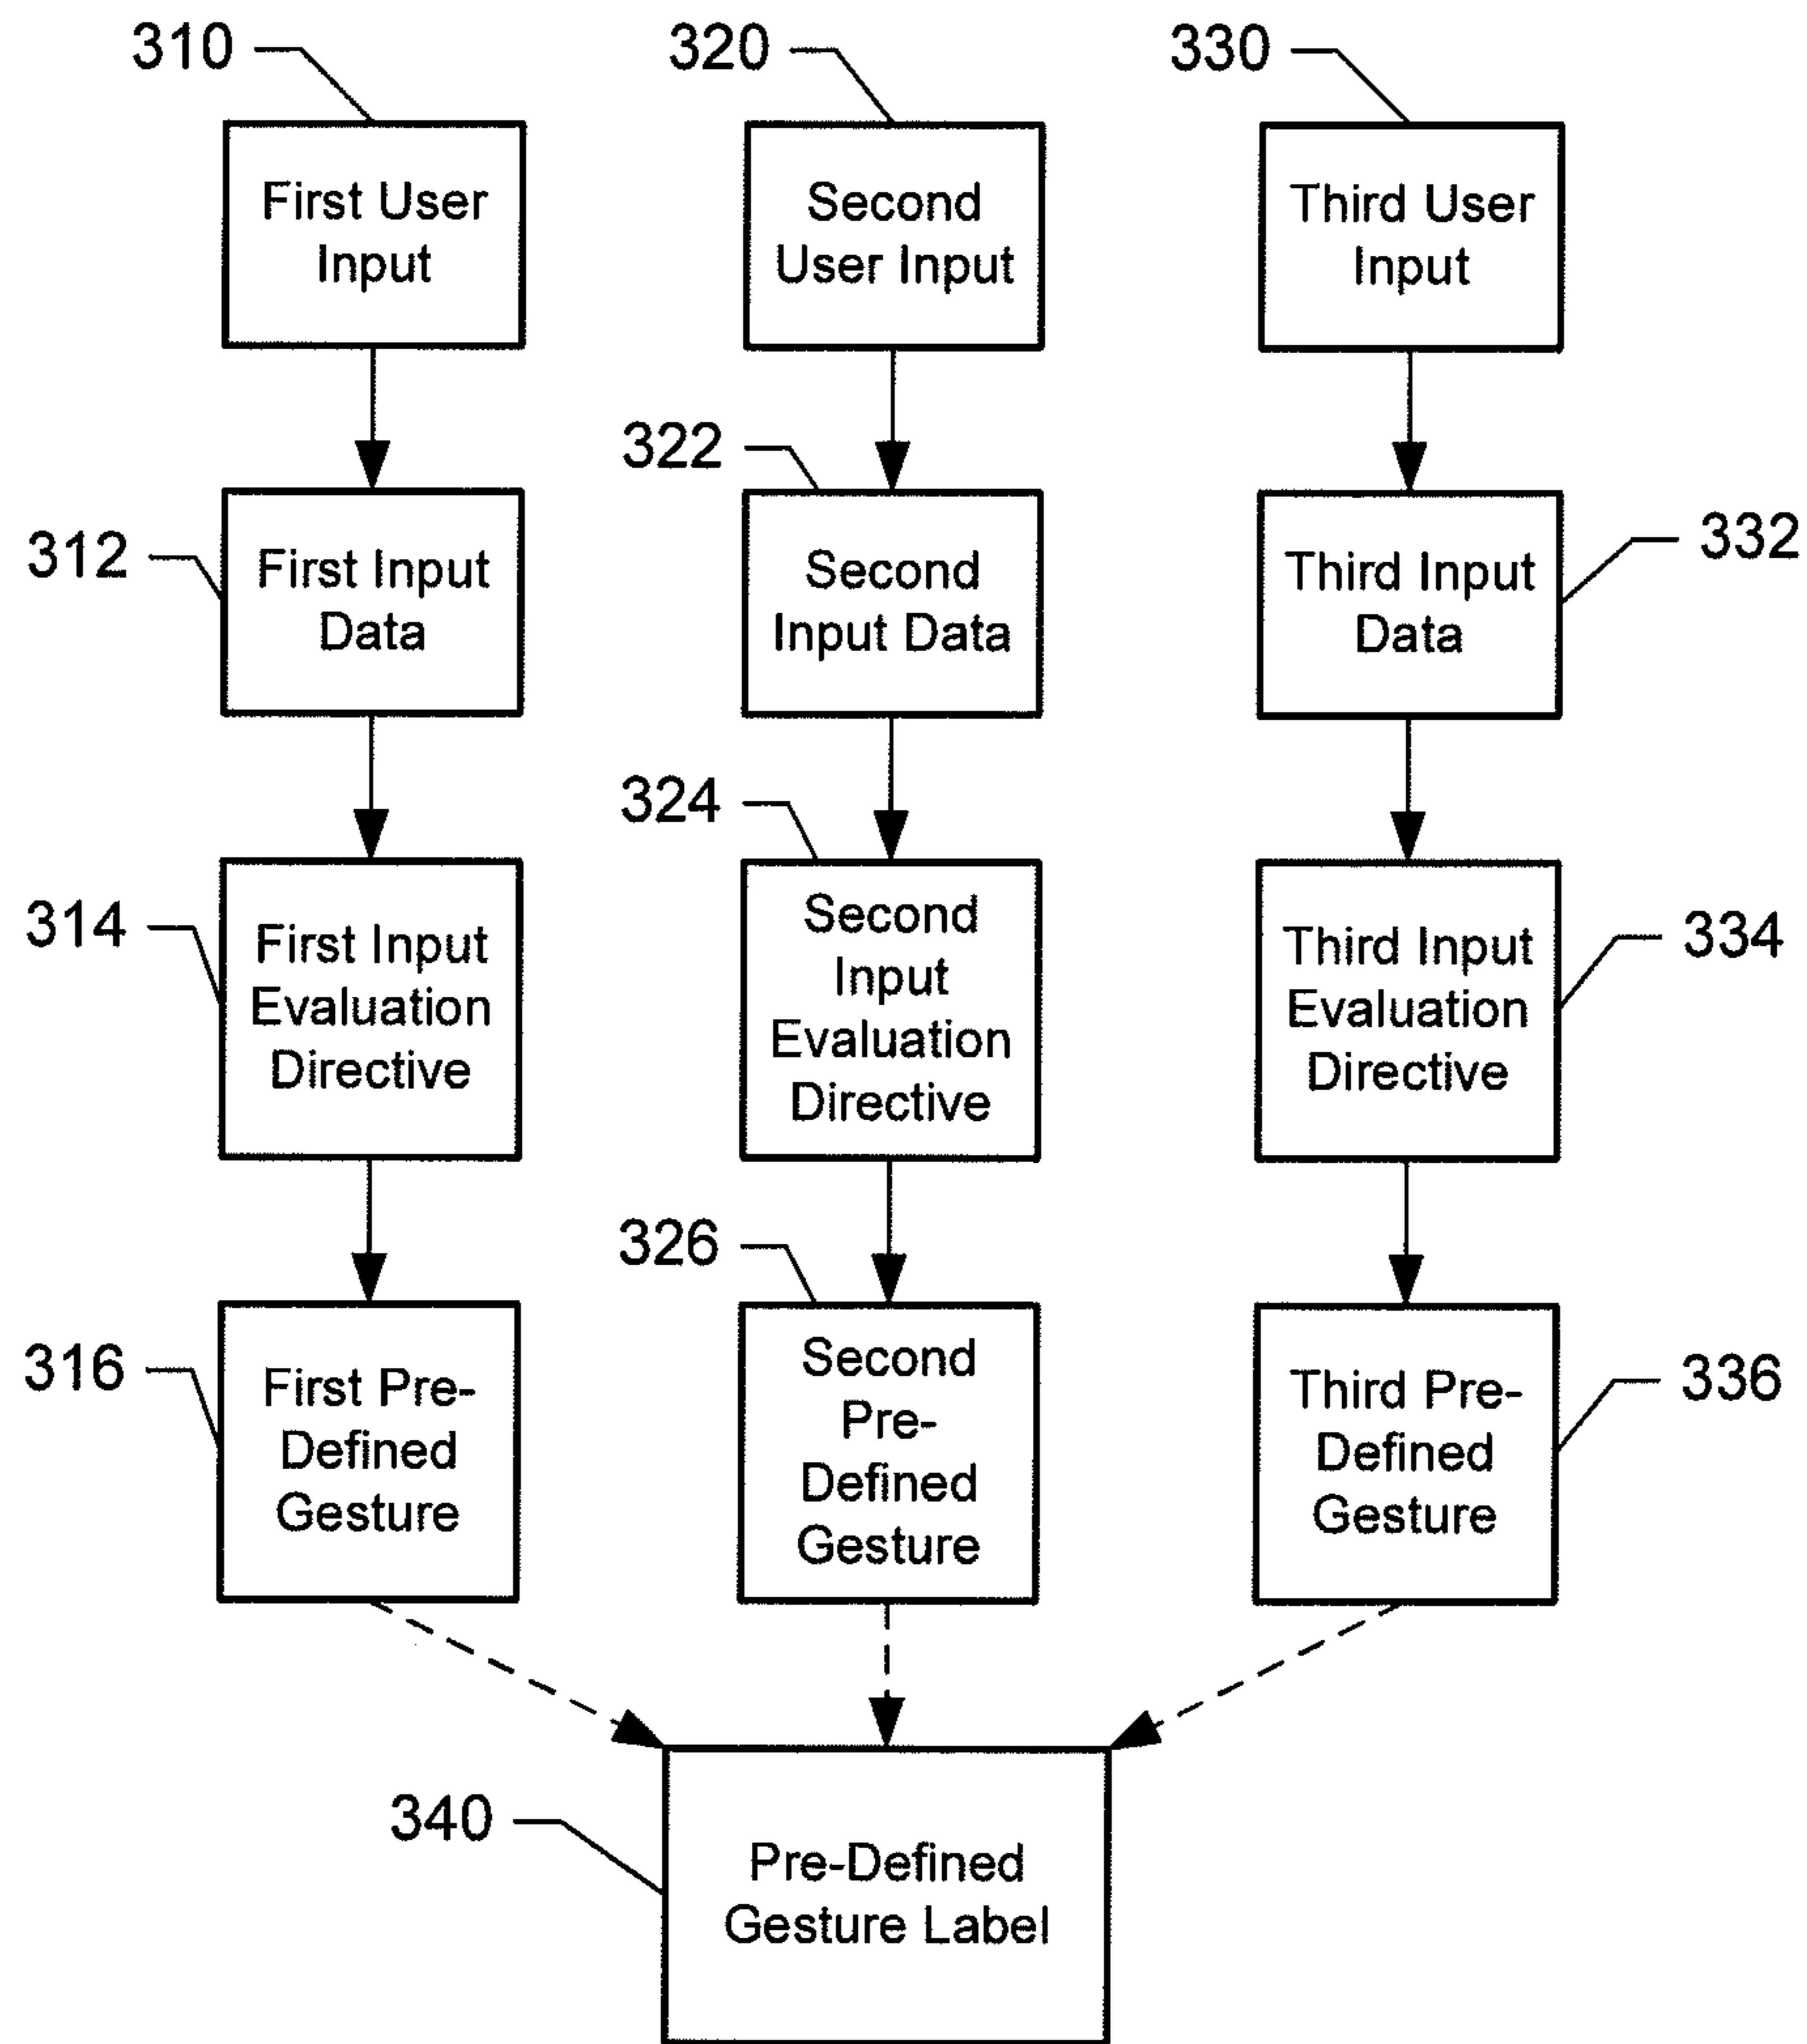 310
320
330
First User
Input
Second
User Input
Third User
Input
322
312
First Input
Data
Second
Input Data
Third Input
Data
332
324
314
First Input
Evaluation
Directive
Second
Input
Evaluation
Directive
Third Input
Evaluation
Directive
334
326
316
First Pre-
Defined
Gesture
Second
Pre-
Defined
Gesture
Third Pre-
Defined
Gesture
336
340
Pre-Defined
Gesture Label